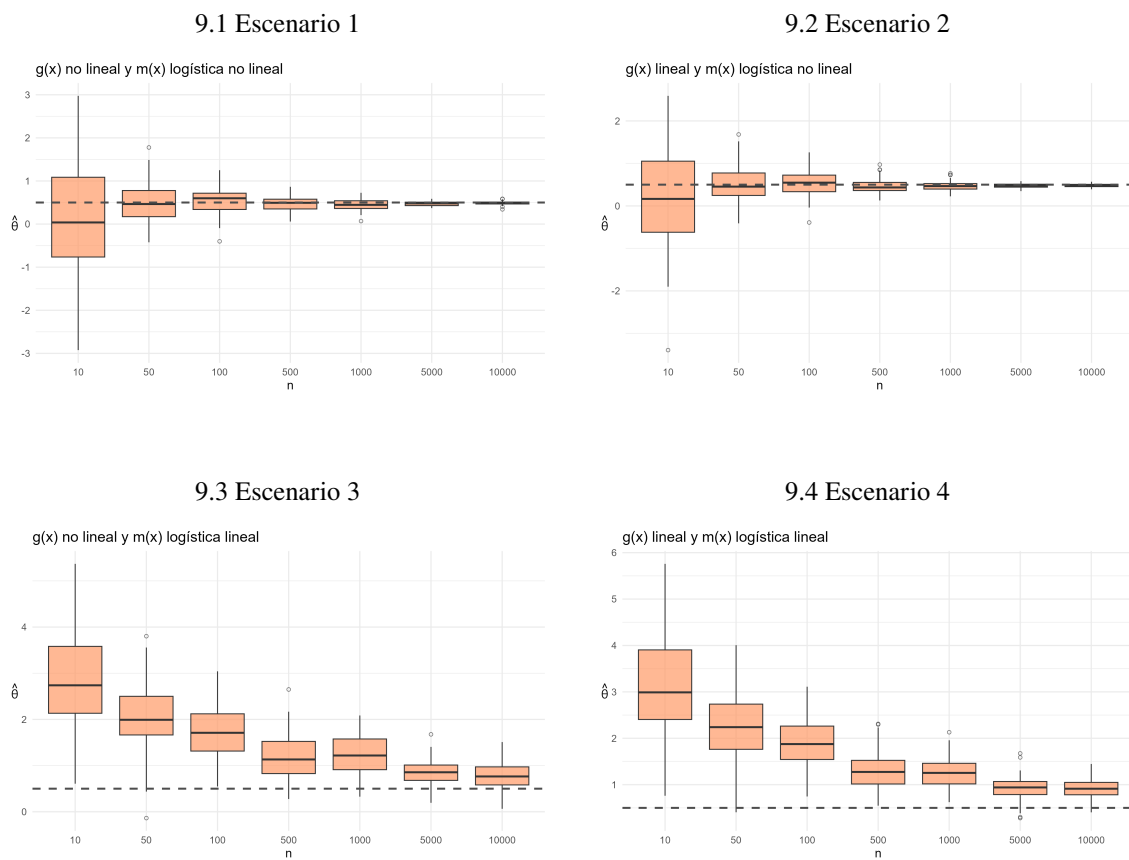 9.1 Escenario 1
g(x) no lineal y m(x) logística no lineal
3
2
1
0
-1
-2
-3
θ̂
10 50 100 500 1000 5000 10000
n
9.2 Escenario 2
g(x) lineal y m(x) logística no lineal
2
0
-2
θ̂
10 50 100 500 1000 5000 10000
n
9.3 Escenario 3
g(x) no lineal y m(x) logística lineal
4
2
0
θ̂
10 50 100 500 1000 5000 10000
n
9.4 Escenario 4
g(x) lineal y m(x) logística lineal
6
5
4
3
2
1
θ̂
10 50 100 500 1000 5000 10000
n